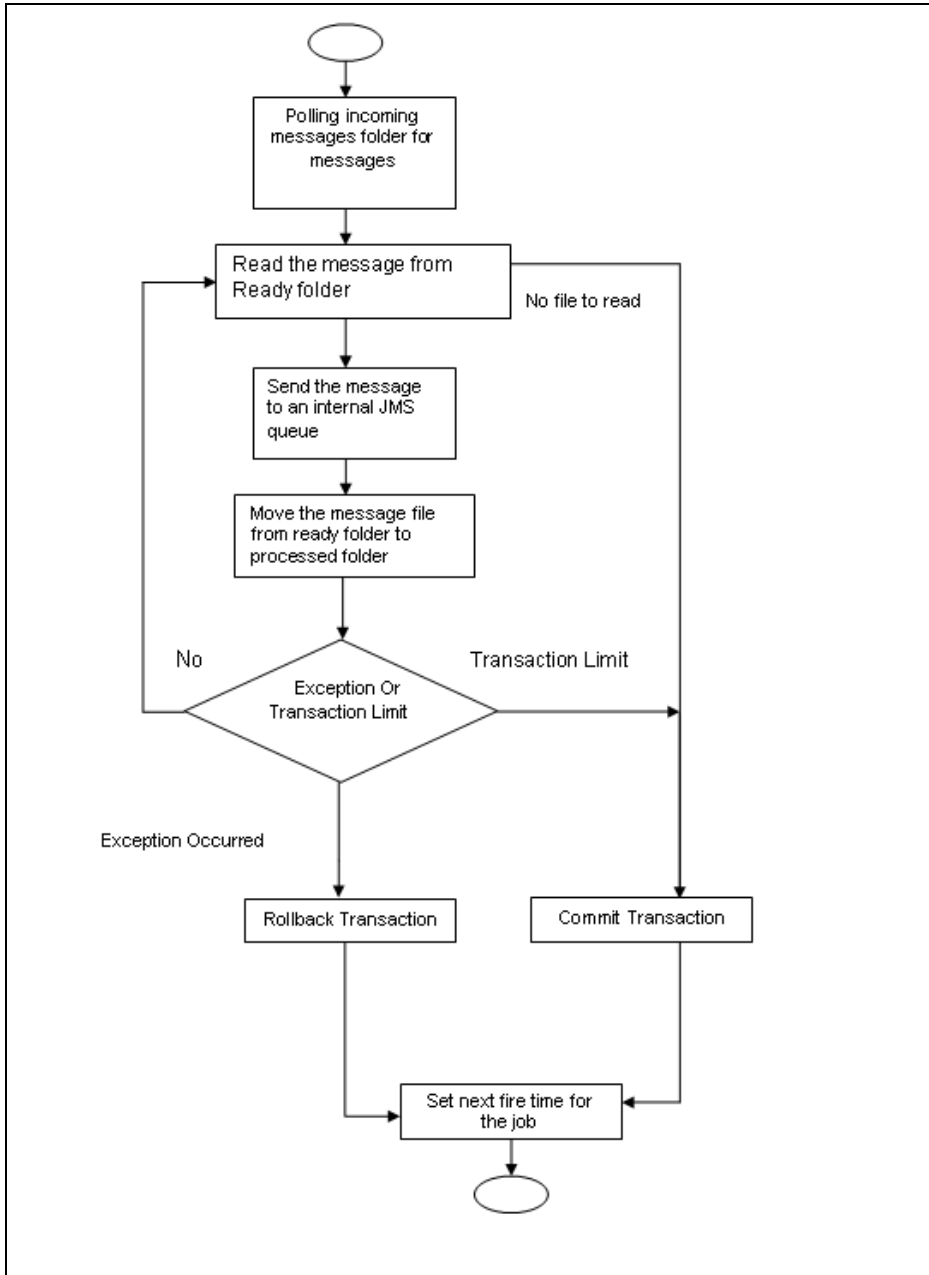 Polling incoming
messages folder for
messages
Read the message from
Ready folder
No file to read
Send the message
to an internal JMS
queue
Move the message file
from ready folder to
processed folder
No
Transaction Limit
Exception Or
Transaction Limit
Exception Occurred
Rollback Transaction
Commit Transaction
Set next fire time for
the job